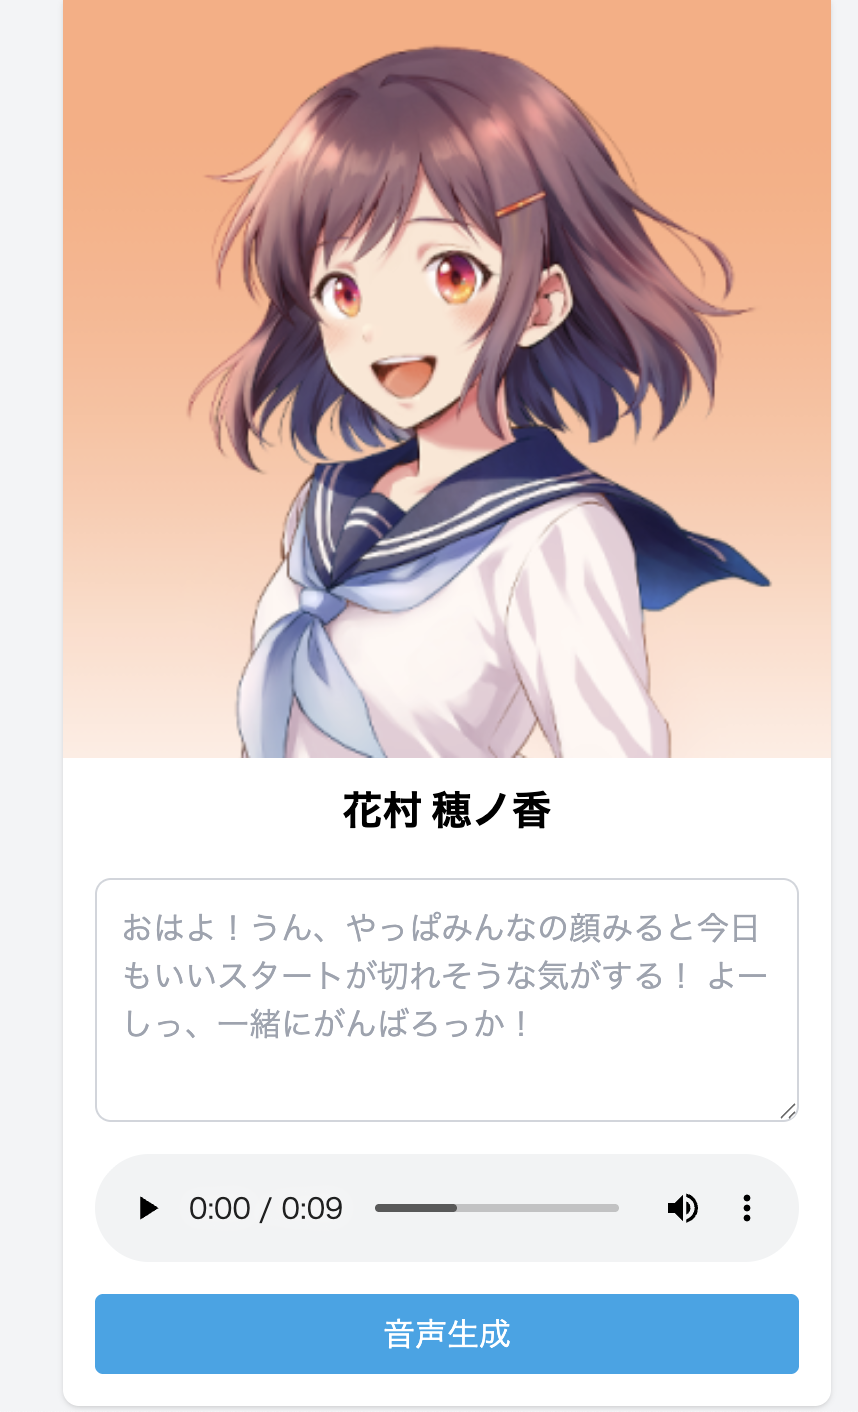 花村 穂ノ香
おはよ！うん、やっぱみんなの顔みると今日
もいいスタートが切れそうな気がする！ よー
しっ、一緒にがんばろっか！
0:00 / 0:09
音声生成